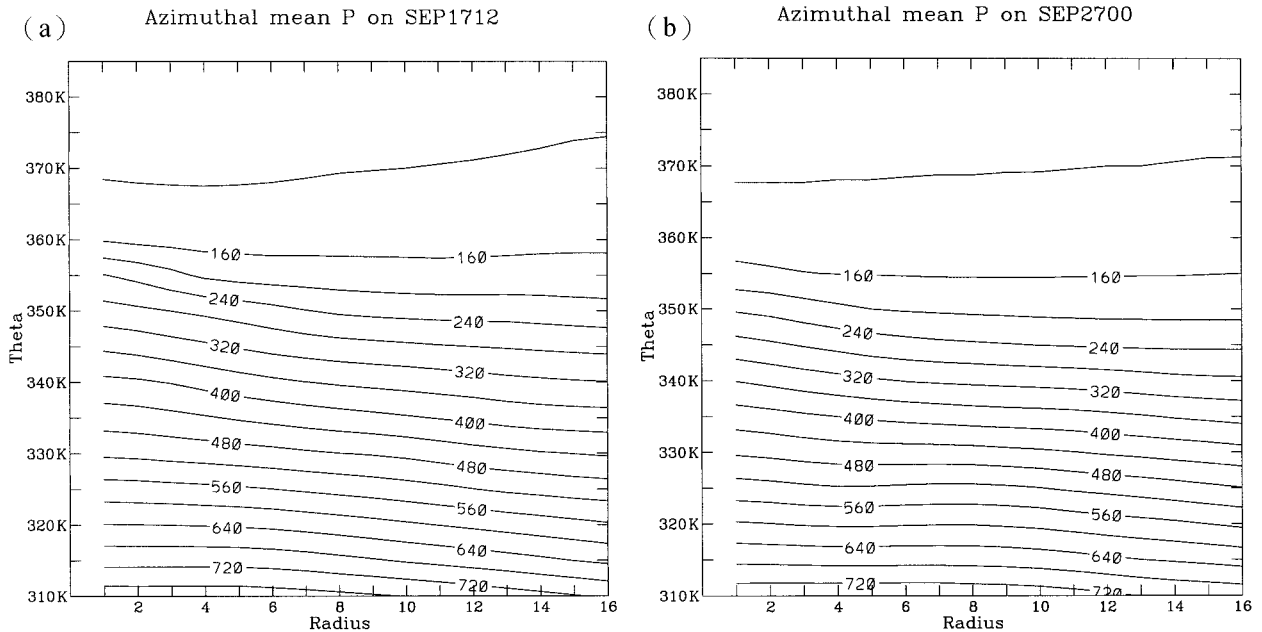 (a)
Azimuthal mean P on SEP1712
380K
370K
360K
350K
340K
330K
320K
310K
Theta
160
160
240
240
320
320
400
400
480
480
560
560
640
640
720
720
2
4
6
8
10
12
14
16
Radius
(b)
Azimuthal mean P on SEP2700
380K
370K
360K
350K
340K
330K
320K
310K
Theta
160
160
240
240
320
320
400
400
480
480
560
560
640
640
720
720
2
4
6
8
10
12
14
16
Radius